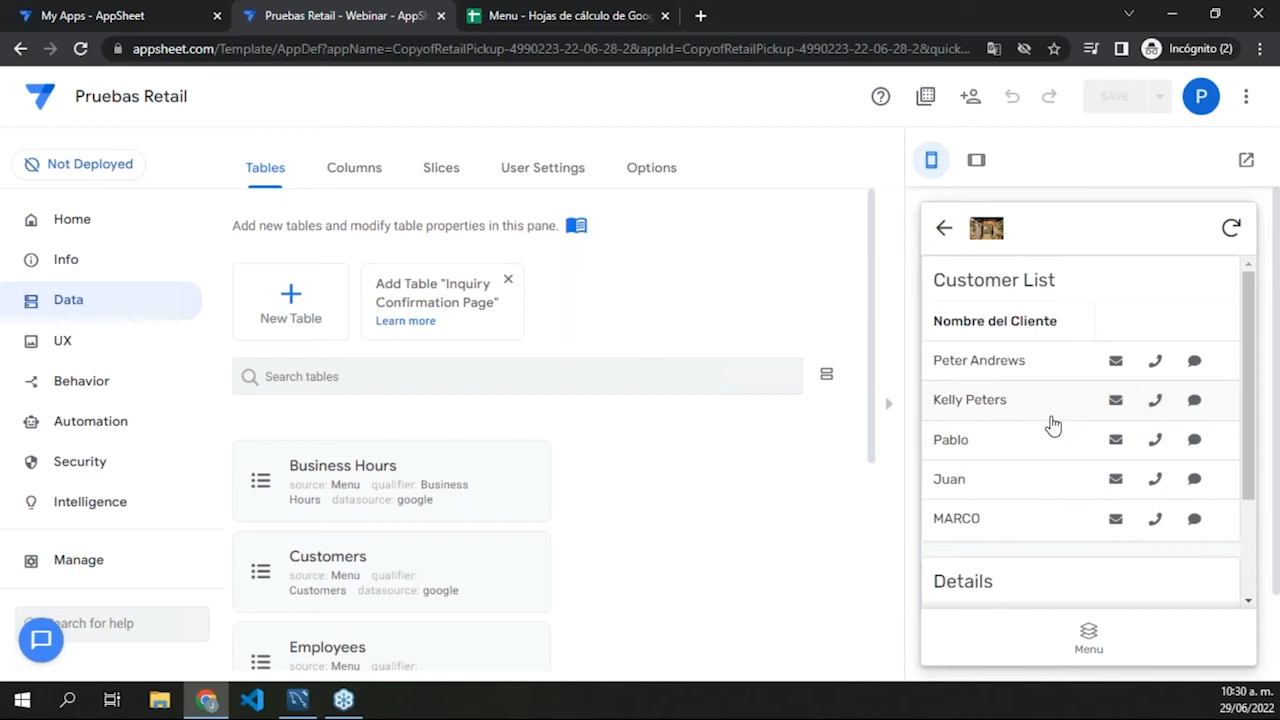 My Apps - AppSheet
Pruebas Retail - Webinar - AppSh
Menu - Hojas de cálculo de Goog
appsheet.com/Template/AppDef?appName=CopyofRetailPickup-4990223-22-06-28-2&appId=CopyofRetailPickup-4990223-22-06-28-2&quick...
Incógnito (2)
Pruebas Retail
SAVE
P
Not Deployed
Tables
Columns
Slices
User Settings
Options
Home
Info
Data
UX
Behavior
Automation
Security
Intelligence
Manage
earch for help
Add new tables and modify table properties in this pane.
New Table
Add Table "Inquiry
Confirmation Page"
Learn more
Search tables
Business Hours
source: Menu qualifier: Business
Hours datasource: google
Customers
source: Menu qualifier:
Customers datasource: google
Employees
source: Menu qualifier:
Customer List
Nombre del Cliente
Peter Andrews
Kelly Peters
Pablo
Juan
MARCO
Details
Menu
10:30 a. m.
29/06/2022